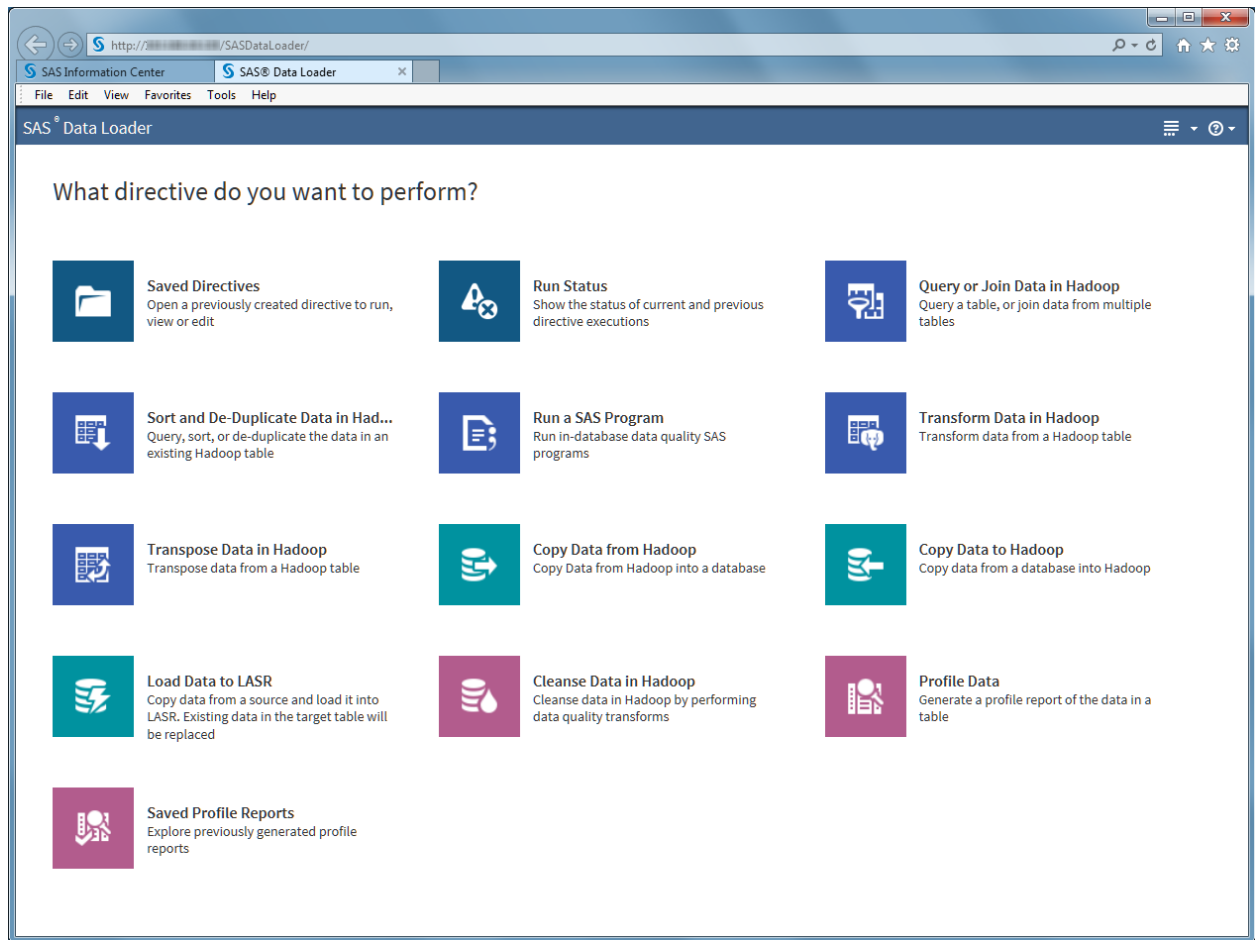 http:// /SASDataLoader/
SAS Information Center
SAS® Data Loader
File Edit View Favorites Tools Help
SAS® Data Loader
What directive do you want to perform?
Saved Directives
Open a previously created directive to run,
view or edit
Run Status
Show the status of current and previous
directive executions
Query or Join Data in Hadoop
Query a table, or join data from multiple
tables
Sort and De-Duplicate Data in Had...
Query, sort, or de-duplicate the data in an
existing Hadoop table
Run a SAS Program
Run in-database data quality SAS
programs
Transform Data in Hadoop
Transform data from a Hadoop table
Transpose Data in Hadoop
Transpose data from a Hadoop table
Copy Data from Hadoop
Copy Data from Hadoop into a database
Copy Data to Hadoop
Copy data from a database into Hadoop
Load Data to LASR
Copy data from a source and load it into
LASR. Existing data in the target table will
be replaced
Cleanse Data in Hadoop
Cleanse data in Hadoop by performing
data quality transforms
Profile Data
Generate a profile report of the data in a
table
Saved Profile Reports
Explore previously generated profile
reports